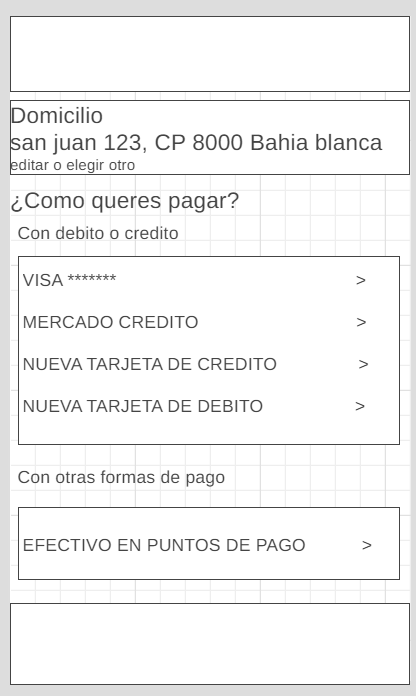 Domicilio
san juan 123, CP 8000 Bahia blanca
editar o elegir otro
¿Como queres pagar?
Con debito o credito
VISA ******* >
MERCADO CREDITO >
NUEVA TARJETA DE CREDITO >
NUEVA TARJETA DE DEBITO >
Con otras formas de pago
EFECTIVO EN PUNTOS DE PAGO >